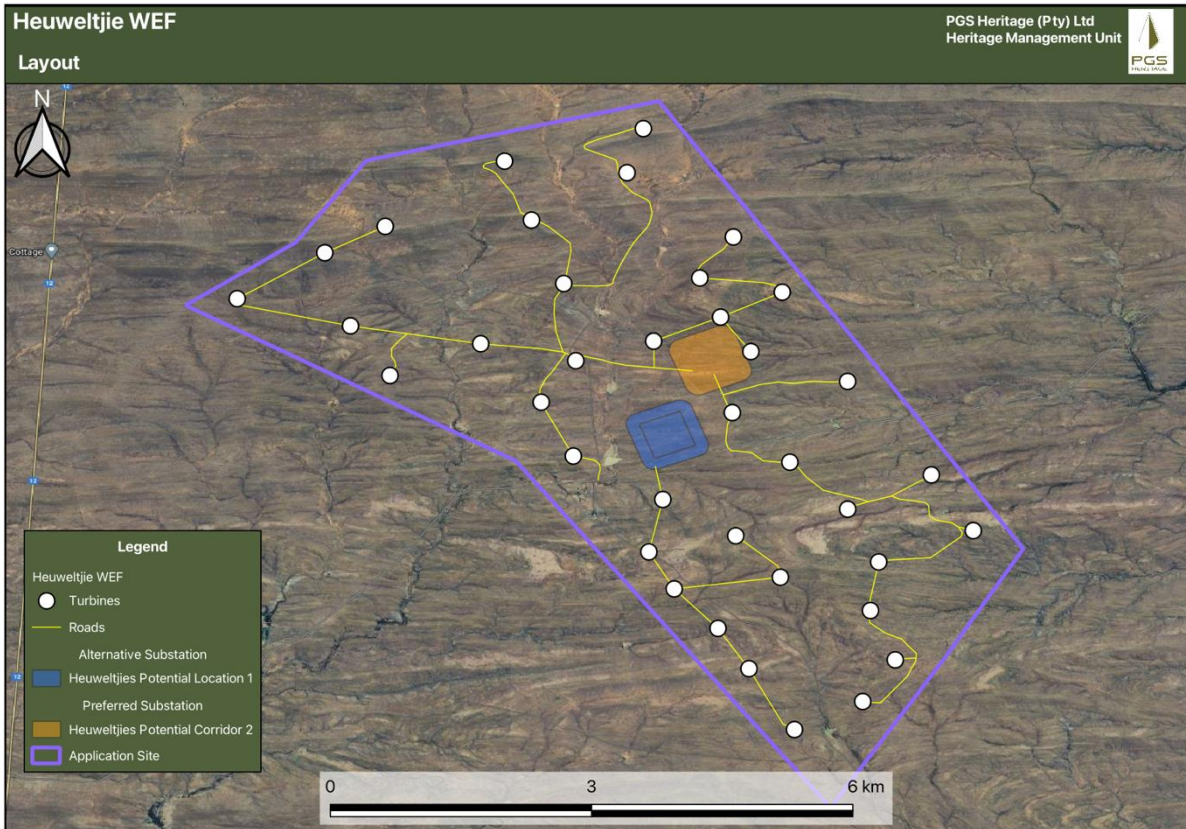 Heuweltjie WEF
Layout
PGS Heritage (Pty) Ltd
Heritage Management Unit
PGS
HERITAGE
12
N
Cottage
12
12
12
Legend
Heuweltjie WEF
Turbines
Roads
Alternative Substation
Heuweltjies Potential Location 1
Preferred Substation
Heuweltjies Potential Corridor 2
Application Site
0 3 6 km